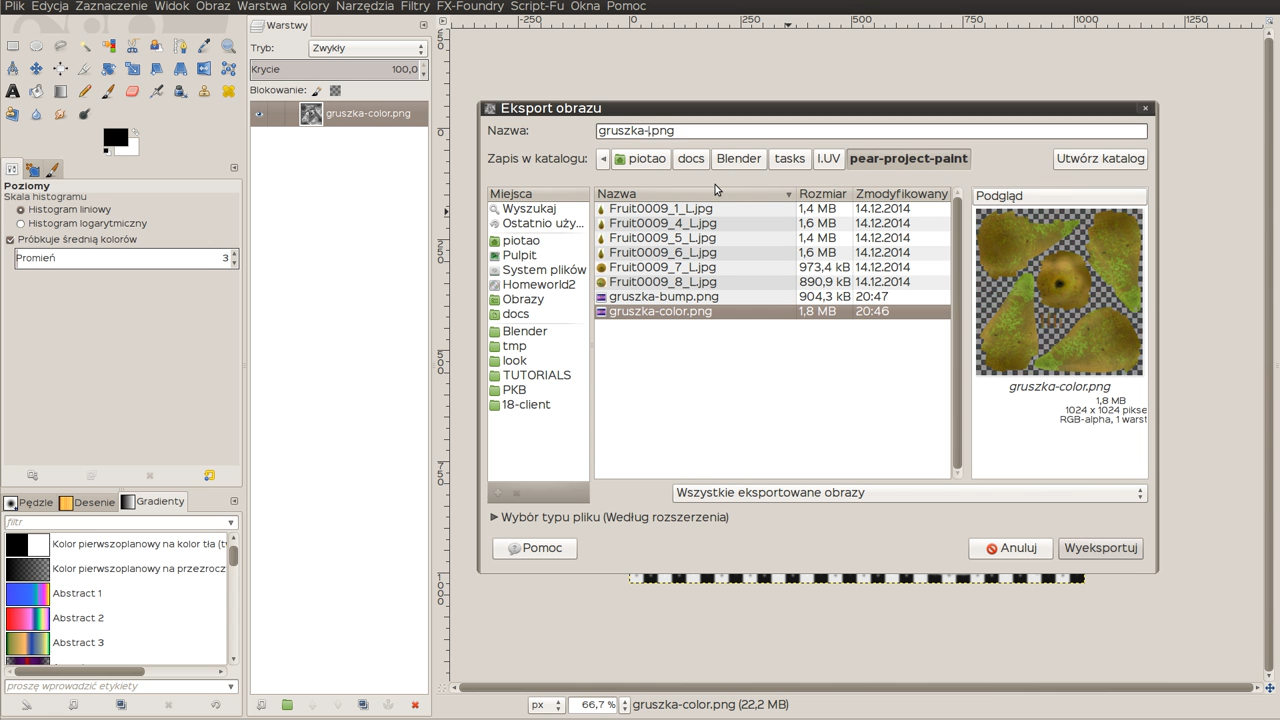 Plik Edycja Zaznaczenie Widok Obraz Warstwa Kolory Narzędzia Filtry FX-Foundry Script-Fu Okna Pomoc
-250 0 250 500 750 1000 1250
Warstwy
Tryb: Zwykły
Krycie 100,0
Blokowanie:
gruszka-color.png
Poziomy
Skala histogramu
Histogram liniowy
Histogram logarytmiczny
Próbkuje średnią kolorów
Promień 3
Pędzle Desenie Gradienty
filtr
Kolor pierwszoplanowy na kolor tła (t
Kolor pierwszoplanowy na przezrocz
Abstract 1
Abstract 2
Abstract 3
proszę wprowadzić etykiety
Eksport obrazu
Nazwa: gruszka-.png
Zapis w katalogu: piotao docs Blender tasks I.UV pear-project-paint Utwórz katalog
Miejsca
Wyszukaj
Ostatnio uży...
piotao
Pulpit
System plików
Homeworld2
Obrazy
docs
Blender
tmp
look
TUTORIALS
PKB
18-client
Nazwa Rozmiar Zmodyfikowany
Fruit0009_1_L.jpg 1,4 MB 14.12.2014
Fruit0009_4_L.jpg 1,6 MB 14.12.2014
Fruit0009_5_L.jpg 1,4 MB 14.12.2014
Fruit0009_6_L.jpg 1,6 MB 14.12.2014
Fruit0009_7_L.jpg 973,4 kB 14.12.2014
Fruit0009_8_L.jpg 890,9 kB 14.12.2014
gruszka-bump.png 904,3 kB 20:47
gruszka-color.png 1,8 MB 20:46
Podgląd
gruszka-color.png
1,8 MB
1024 x 1024 pikse
RGB-alpha, 1 warst
Wszystkie eksportowane obrazy
Wybór typu pliku (Według rozszerzenia)
Pomoc Anuluj Wyeksportuj
px 66,7 % gruszka-color.png (22,2 MB)